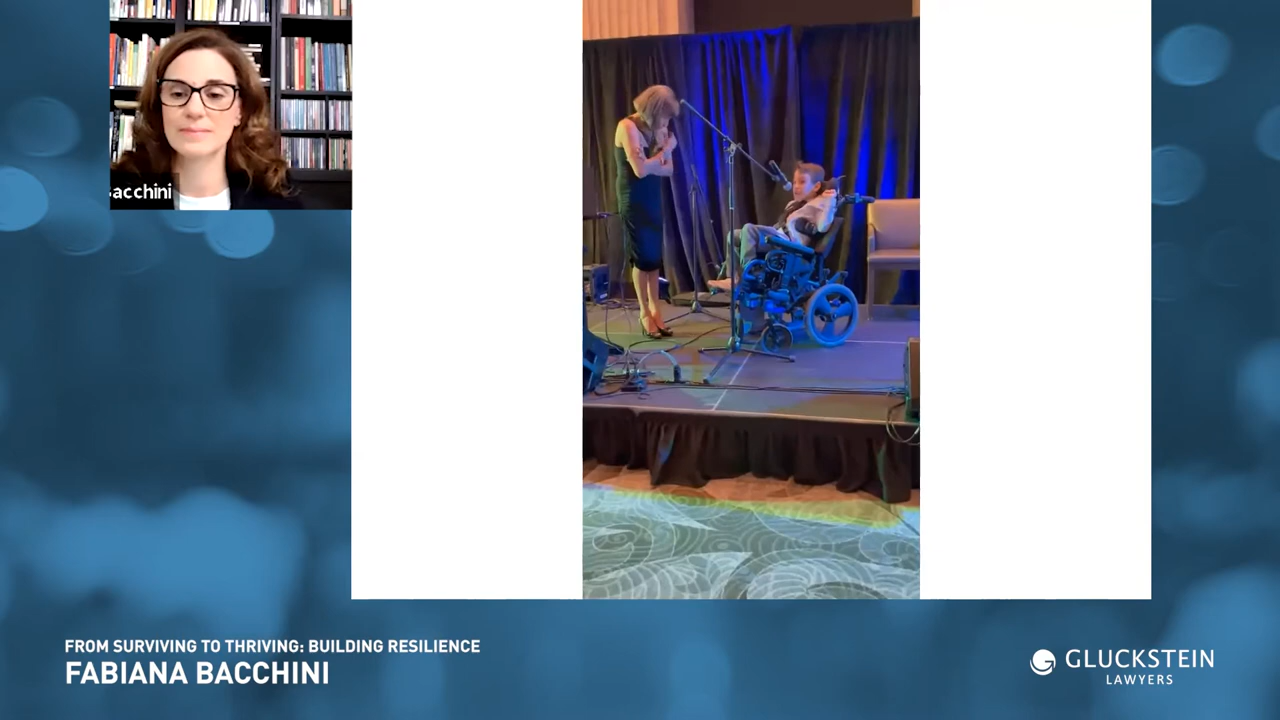 acchini
FROM SURVIVING TO THRIVING: BUILDING RESILIENCE
FABIANA BACCHINI
GLUCKSTEIN
LAWYERS